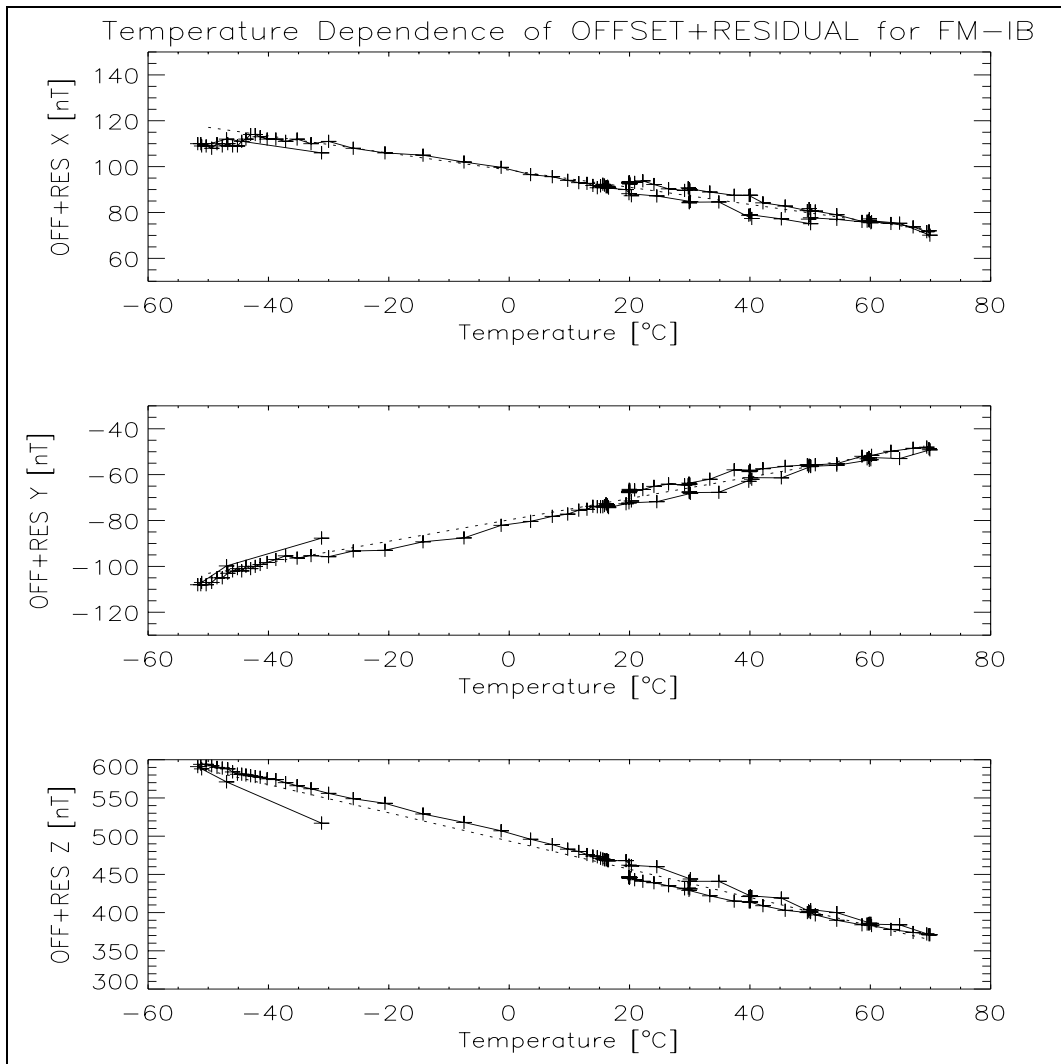 Temperature Dependence of OFFSET+RESIDUAL for FM−IB
OFF+RES X [nT]
140
120
100
80
60
−60 −40 −20 0 20 40 60 80
Temperature [°C]
OFF+RES Y [nT]
−40
−60
−80
−100
−120
−60 −40 −20 0 20 40 60 80
Temperature [°C]
OFF+RES Z [nT]
600
550
500
450
400
350
300
−60 −40 −20 0 20 40 60 80
Temperature [°C]